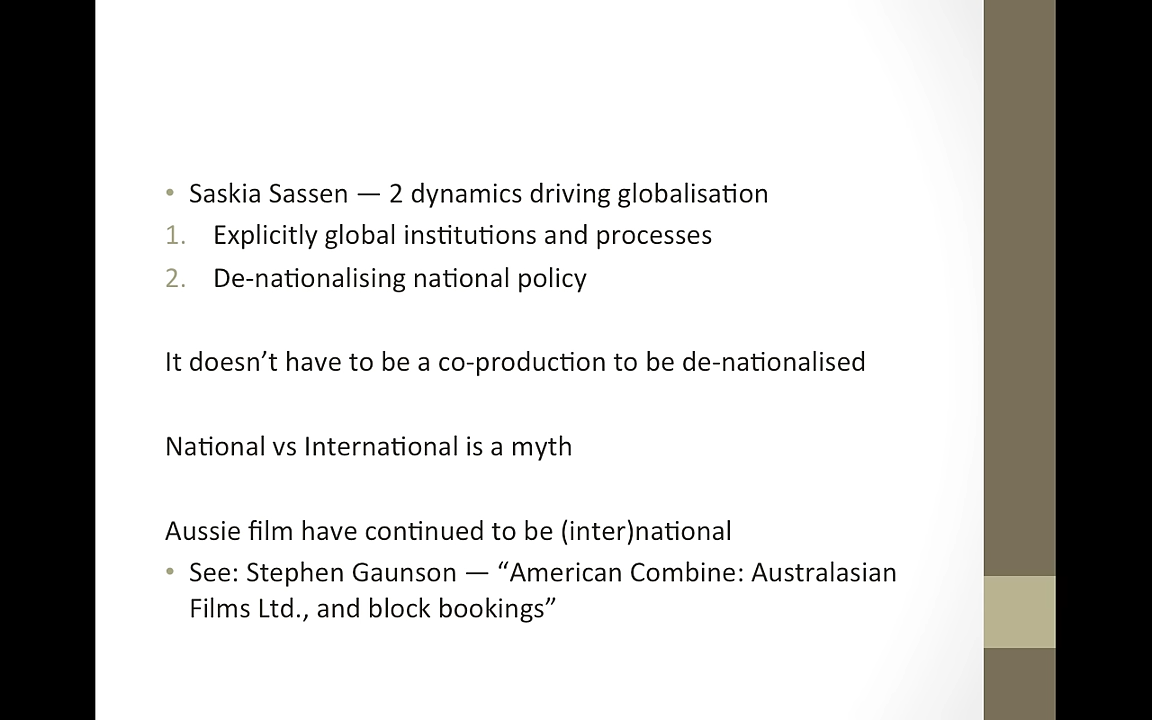 • Saskia Sassen — 2 dynamics driving globalisation
1. Explicitly global institutions and processes
2. De-nationalising national policy
It doesn’t have to be a co-production to be de-nationalised
National vs International is a myth
Aussie film have continued to be (inter)national
• See: Stephen Gaunson — “American Combine: Australasian
Films Ltd., and block bookings”